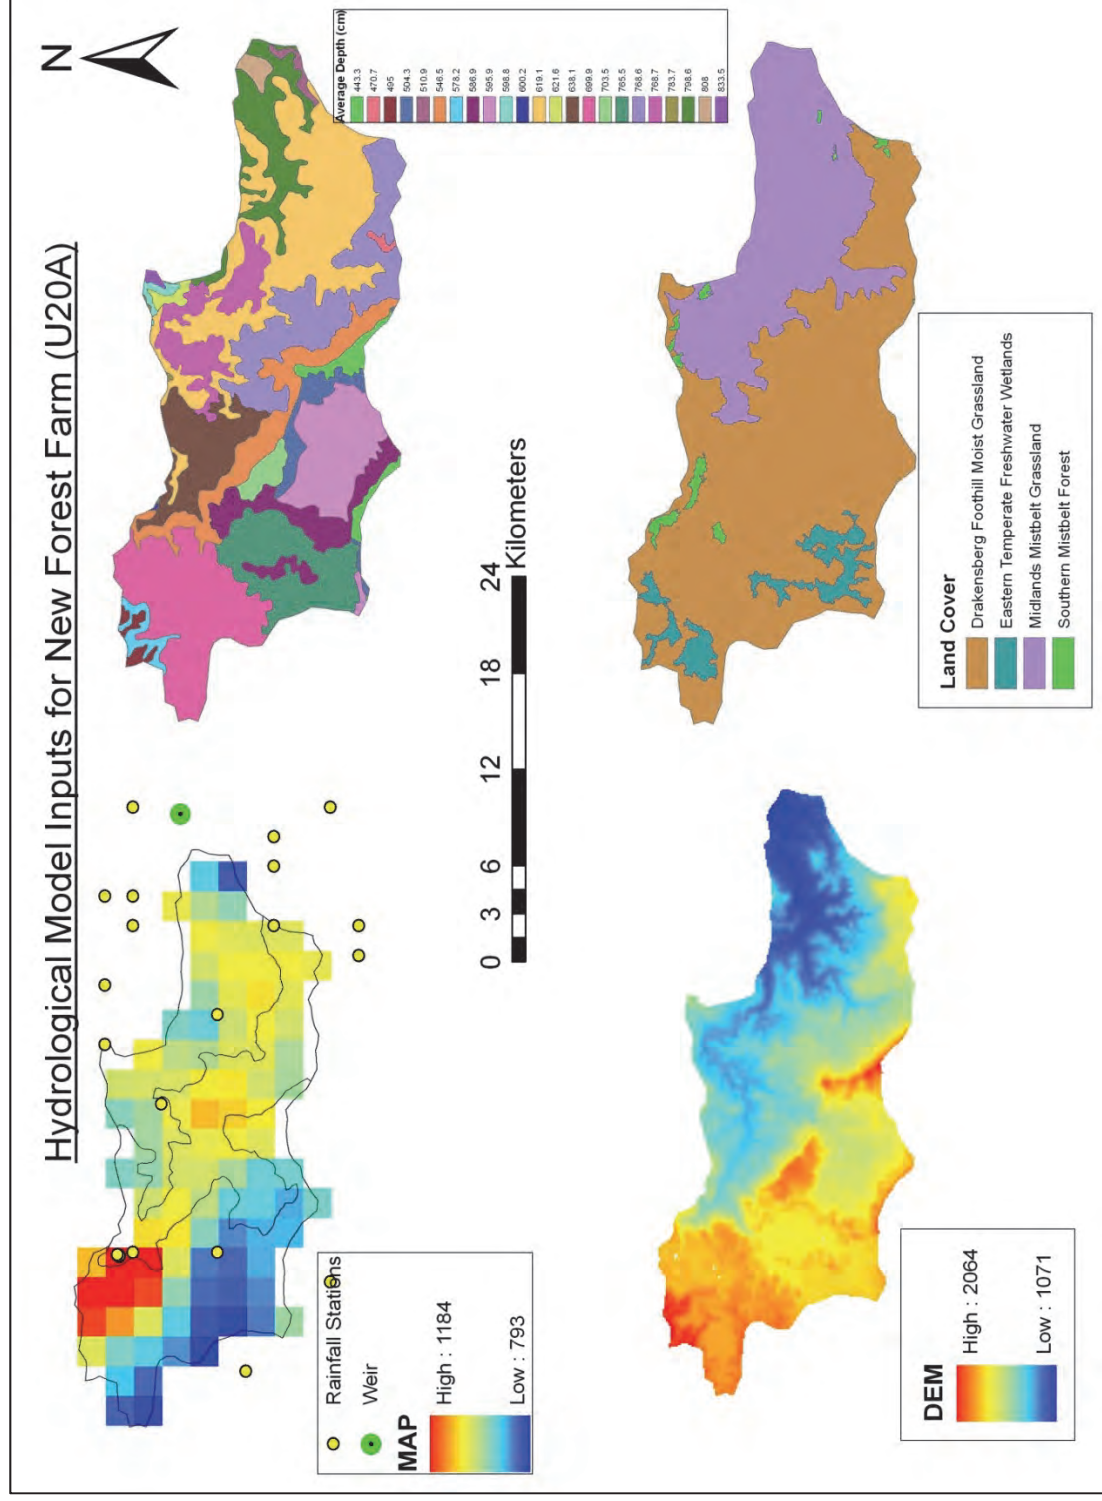 Hydrological Model Inputs for New Forest Farm (U20A)
N
Rainfall Stations
Weir
MAP
High : 1184
Low : 793
Average Depth (cm)
443.3
470.7
495
504.3
510.9
546.5
578.2
586.9
595.9
598.8
600.2
619.1
621.6
638.1
699.9
703.5
765.5
768.6
768.7
783.7
798.6
808
833.5
0 3 6 12 18 24
Kilometers
DEM
High : 2064
Low : 1071
Land Cover
Drakensberg Foothill Moist Grassland
Eastern Temperate Freshwater Wetlands
Midlands Mistbelt Grassland
Southern Mistbelt Forest